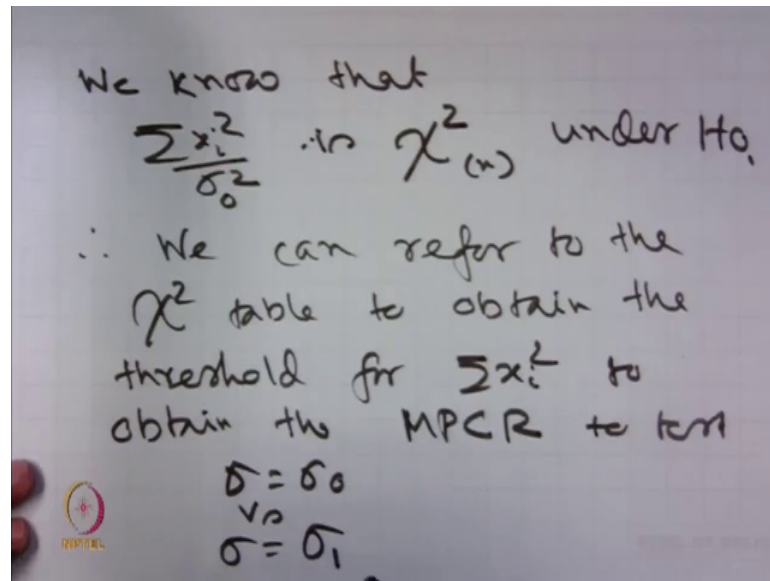 We know that
Σxᵢ²/σ₀² is χ²(n) under H₀.
∴ We can refer to the
χ² table to obtain the
threshold for Σxᵢ² to
obtain the MPCR to test
σ = σ₀
vs
σ = σ₁
NPTEL